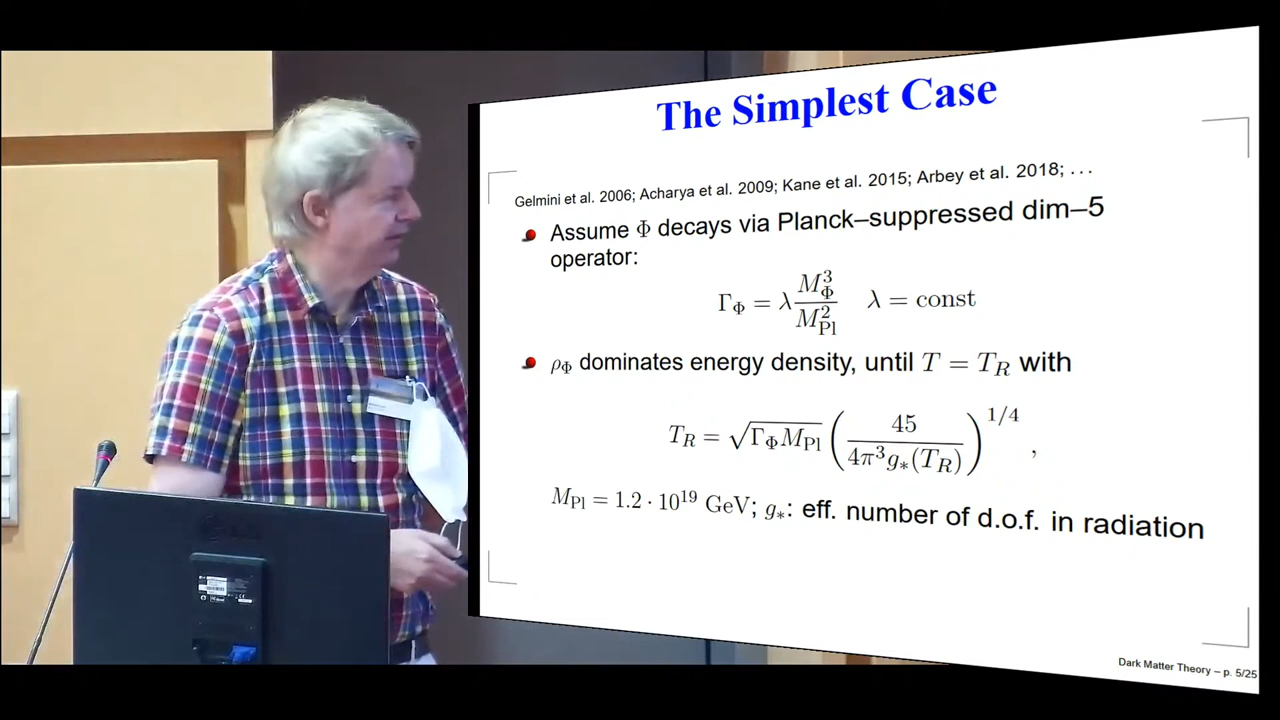 The Simplest Case
Gelmini et al. 2006; Acharya et al. 2009; Kane et al. 2015; Arbey et al. 2018; …
Assume Φ decays via Planck–suppressed dim–5
operator:
Γ_Φ = λ M_Φ^3 / M_Pl^2   λ = const
ρ_Φ dominates energy density, until T = T_R with
T_R = √(Γ_Φ M_Pl) (45 / 4π^3 g_*(T_R))^{1/4} ,
M_Pl = 1.2 · 10^19 GeV; g_*: eff. number of d.o.f. in radiation
Dark Matter Theory – p. 5/25